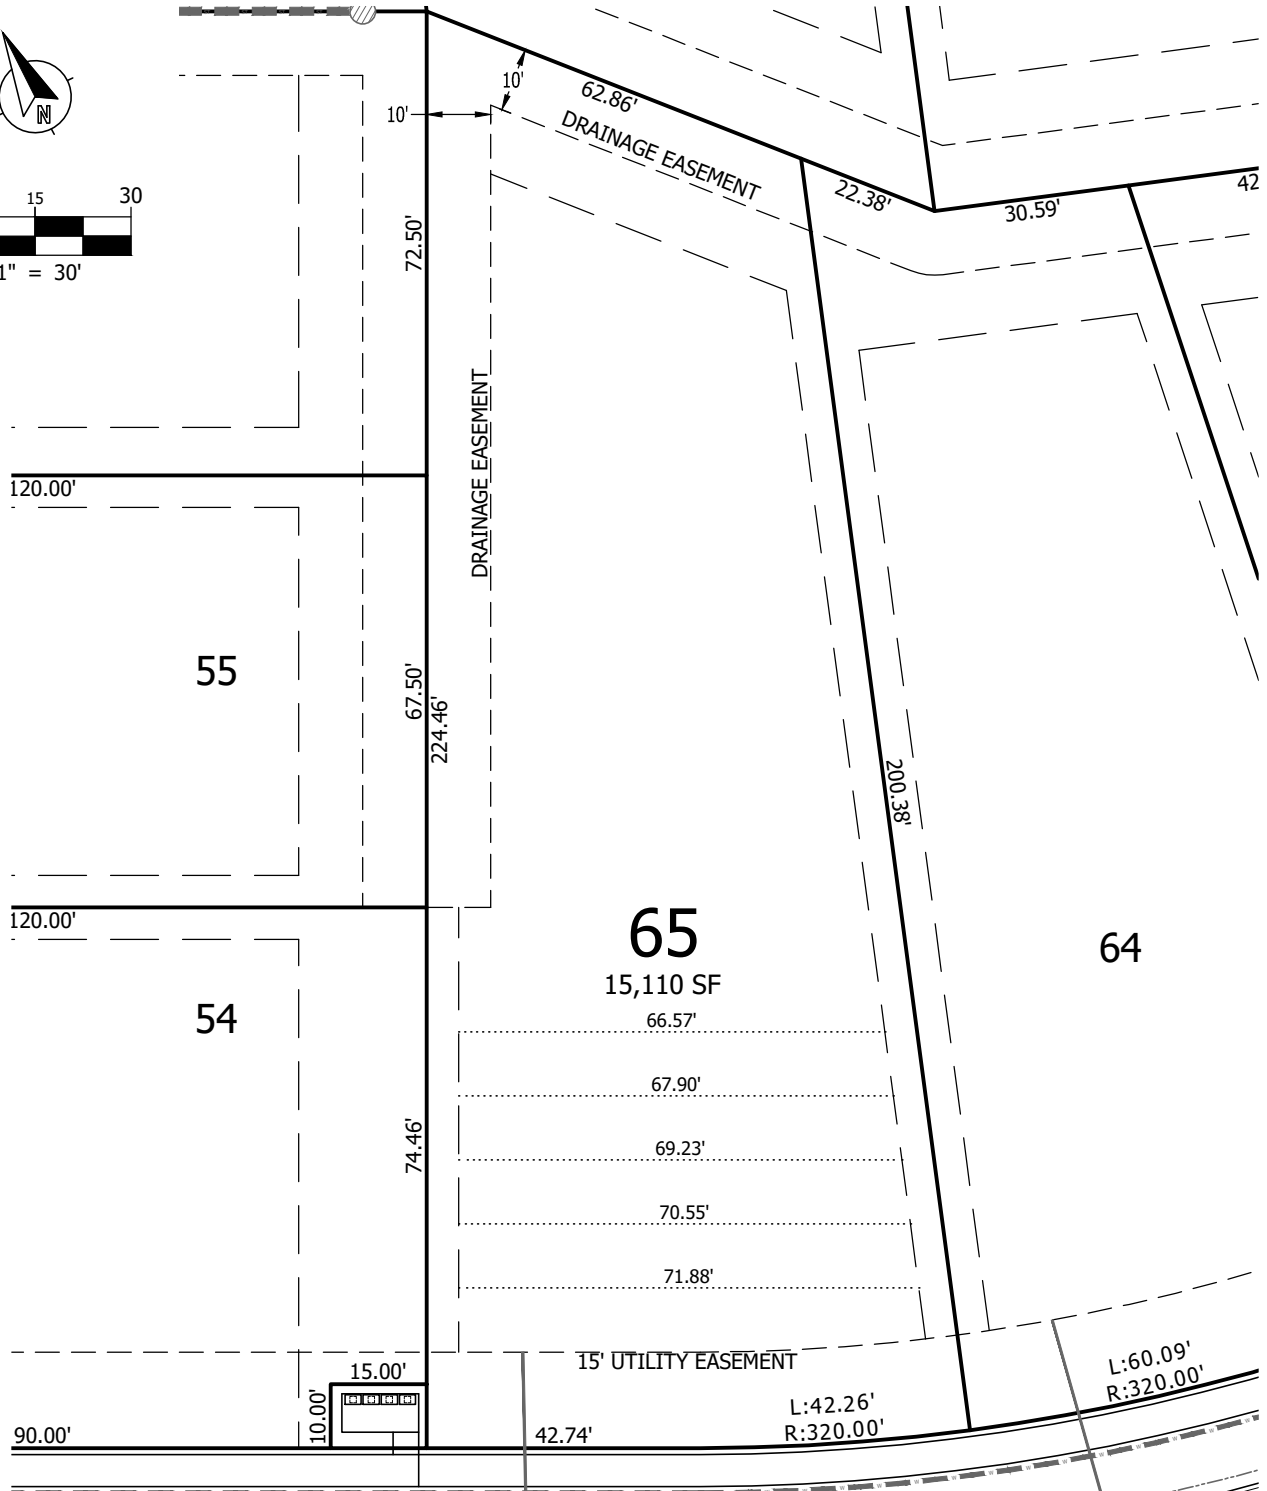 10'
10'
62.86'
DRAINAGE EASEMENT
N
15 30
1" = 30'
22.38'
30.59'
42
72.50'
DRAINAGE EASEMENT
120.00'
55
67.50'
224.46'
200.38'
120.00'
65
15,110 SF
64
54
66.57'
67.90'
69.23'
74.46'
70.55'
71.88'
15' UTILITY EASEMENT
15.00'
10.00'
L:60.09'
R:320.00'
L:42.26'
R:320.00'
90.00'
42.74'